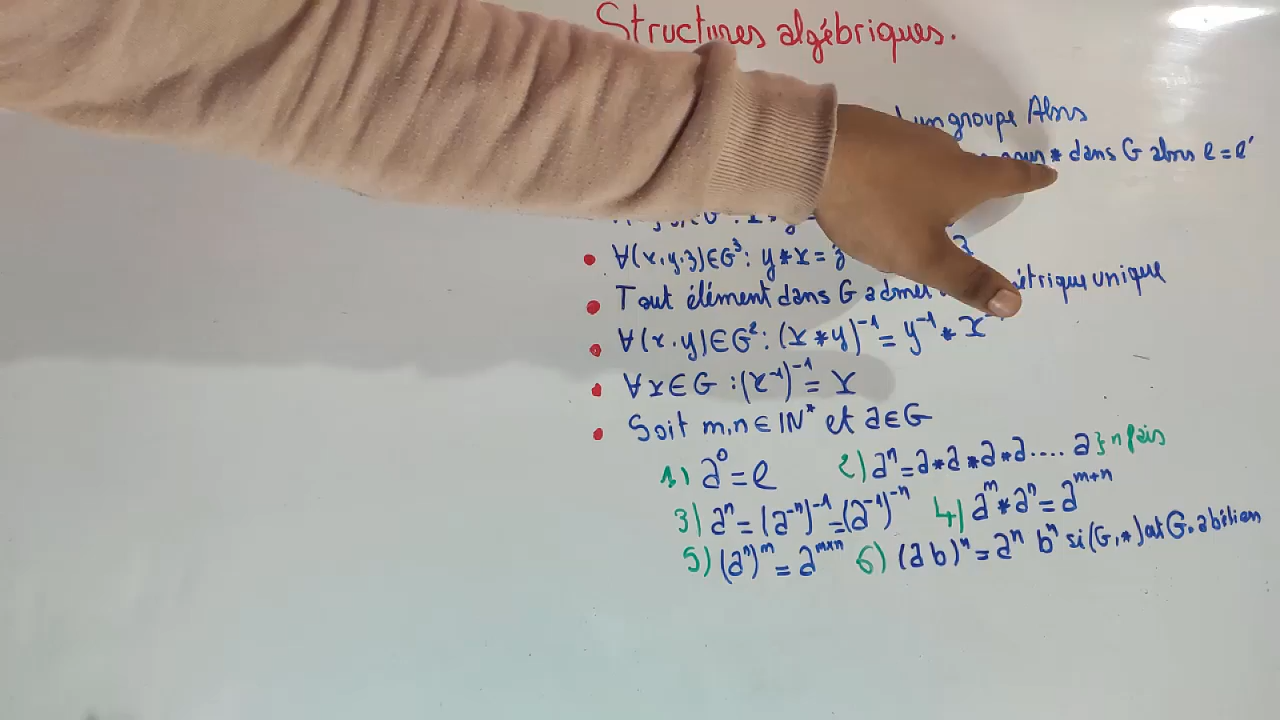 Structures algébriques.
un groupe Alors
pour * dans G alors e = e'
• ∀(x,y,z)∈G³: y*x = z
• Tout élément dans G admet unique
• ∀(x,y)∈G²: (x*y)⁻¹ = y⁻¹ * x⁻¹
• ∀x∈G : (x⁻¹)⁻¹ = x
• Soit m,n ∈ IN* et a∈G
1) a⁰ = e 2) aⁿ = a*a*a*a.... a } n fois
3) aⁿ = (a⁻ⁿ)⁻¹ = (a⁻¹)⁻ⁿ 4) aᵐ * aⁿ = aᵐ⁺ⁿ
5) (aⁿ)ᵐ = aᵐˣⁿ 6) (ab)ⁿ = aⁿ bⁿ si (G,*) est G. abélien